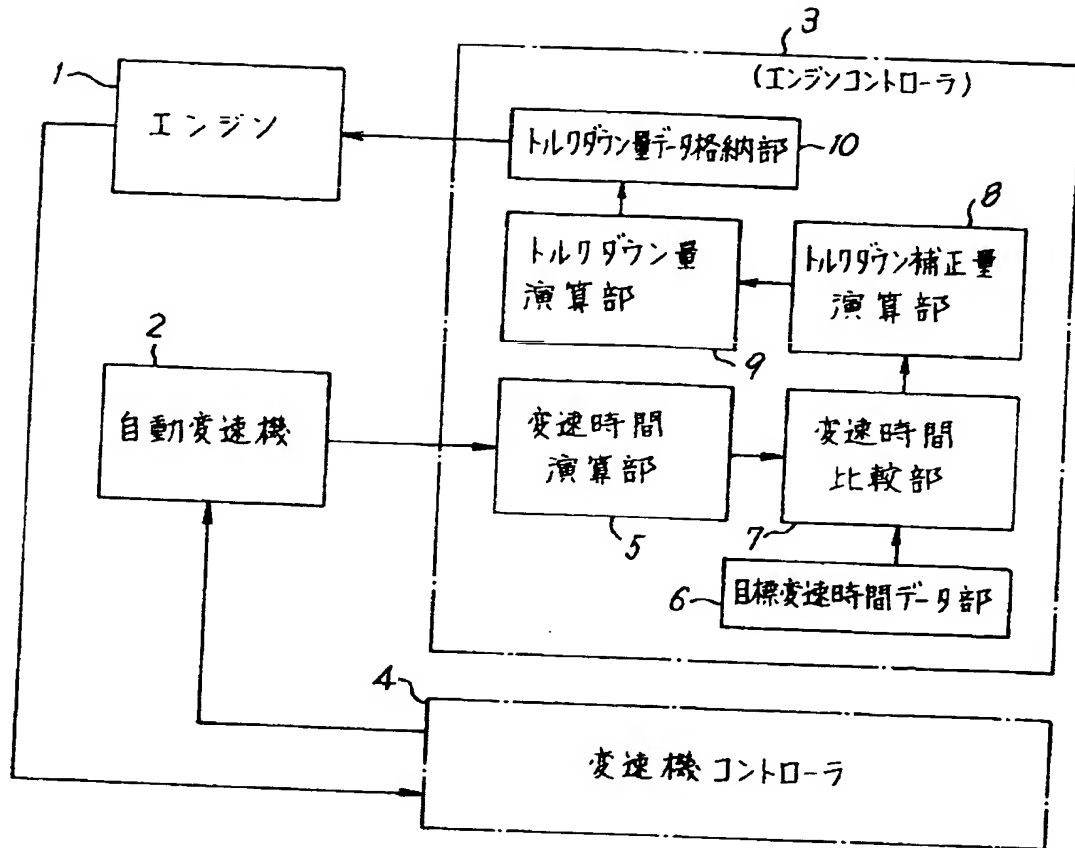 3
(エンジンコントローラ)
1
エンジン
トルクダウン量データ格納部
10
8
トルクダウン量
演算部
9
トルクダウン補正量
演算部
2
自動変速機
変速時間
演算部
5
変速時間
比較部
7
6
目標変速時間データ部
4
変速機コントローラ